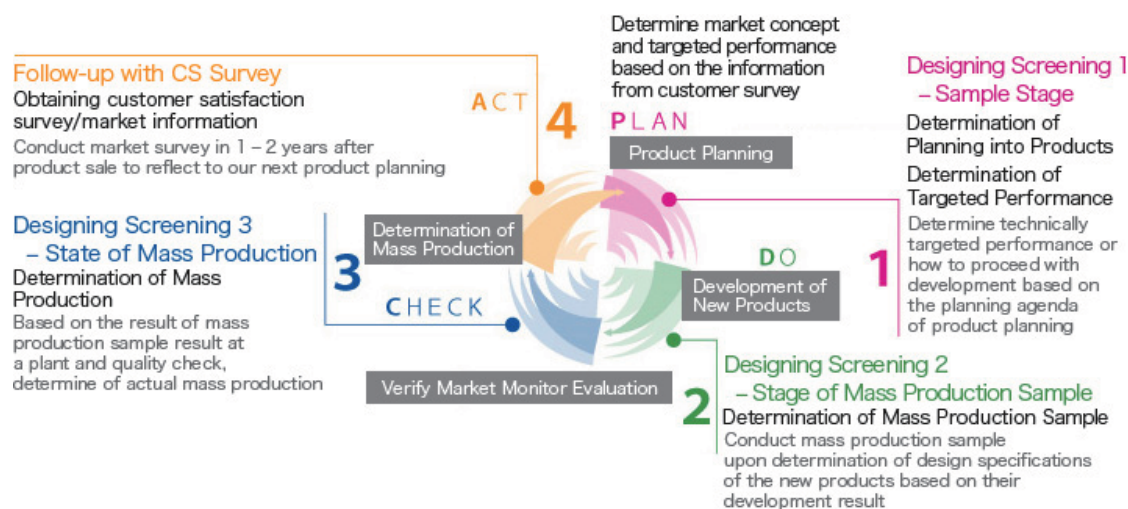 Determine market concept
and targeted performance
based on the information
from customer survey
PLAN
Product Planning
Designing Screening 1
– Sample Stage
Determination of
Planning into Products
Determination of
Targeted Performance
Determine technically
targeted performance or
how to proceed with
development based on
the planning agenda
of product planning
1
DO
Development of
New Products
Designing Screening 2
– Stage of Mass Production Sample
Determination of Mass Production Sample
Conduct mass production sample
upon determination of design specifications
of the new products based on their
development result
2
Verify Market Monitor Evaluation
CHECK
3
Designing Screening 3
– State of Mass Production
Determination of Mass
Production
Based on the result of mass
production sample result at
a plant and quality check,
determine of actual mass production
Determination of
Mass Production
ACT
4
Follow-up with CS Survey
Obtaining customer satisfaction
survey/market information
Conduct market survey in 1 – 2 years after
product sale to reflect to our next product planning